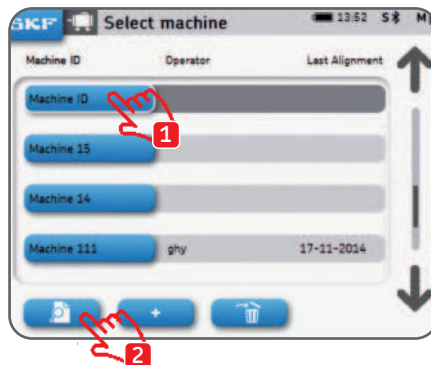 SKF Select machine 13:52 S M
Machine ID Operator Last Alignment
Machine ID
1
Machine 15
Machine 14
Machine 111 ghy 17-11-2014
+
2